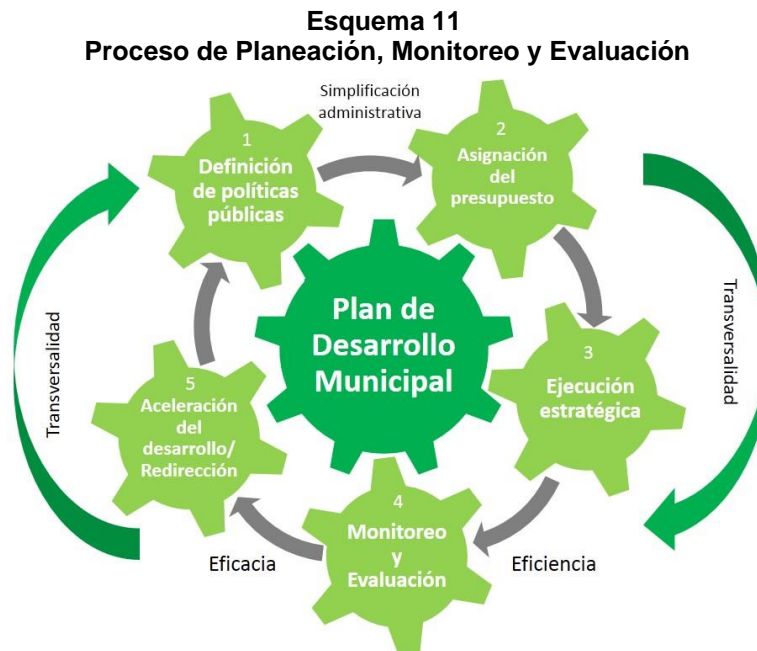 Esquema 11
Proceso de Planeación, Monitoreo y Evaluación
Simplificación
administrativa
1
Definición
de políticas
públicas
2
Asignación
del
presupuesto
Transversalidad
3
Ejecución
estratégica
Eficiencia
4
Monitoreo
y
Evaluación
Eficacia
5
Aceleración
del
desarrollo/
Redirección
Transversalidad
Plan de
Desarrollo
Municipal